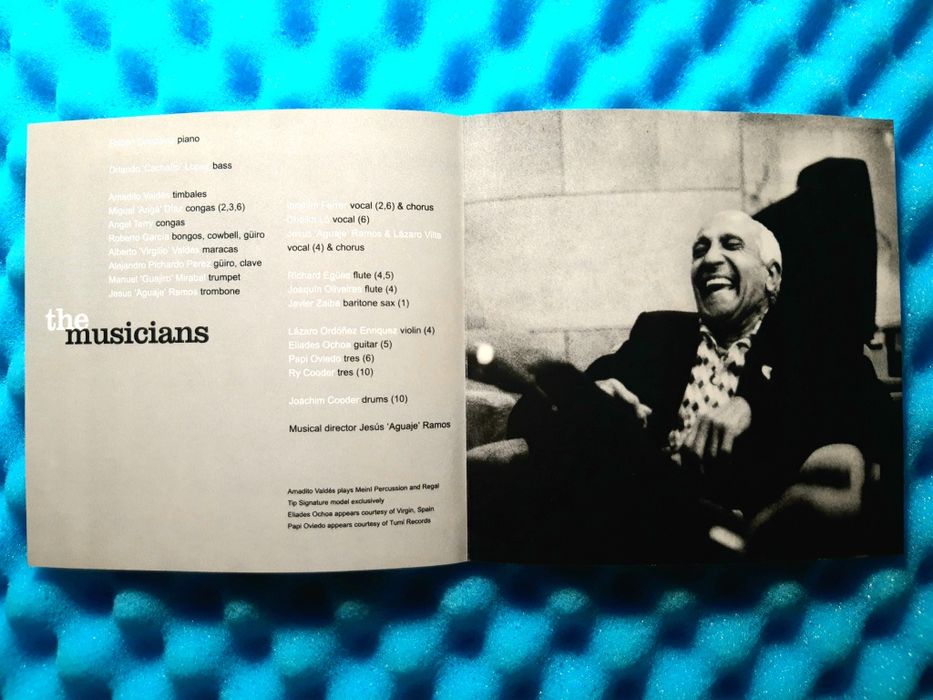 Rubén González piano
Orlando 'Cachaíto' López bass
Amadito Valdés timbales
Miguel 'Angá' Díaz congas (2,3,6)
Angel Terry congas
Roberto García bongos, cowbell, güiro
Alberto 'Virgilio' Valdés maracas
Alejandro Pichardo Pérez güiro, clave
Manuel 'Guajiro' Mirabal trumpet
Jesus 'Aguaje' Ramos trombone
the
musicians
Ibrahim Ferrer vocal (2,6) & chorus
vocal (6)
Jesus 'Aguaje' Ramos & Lázaro Villa
vocal (4) & chorus
Richard Egües flute (4,5)
Joaquín Oliveiras flute (4)
Javier Zalba baritone sax (1)
Lázaro Ordóñez Enriquez violin (4)
Eliades Ochoa guitar (5)
Papi Oviedo tres (6)
Ry Cooder tres (10)
Joachim Cooder drums (10)
Musical director Jesús 'Aguaje' Ramos
Amadito Valdés plays Meinl Percussion and Regal
Tip Signature model exclusively
Eliades Ochoa appears courtesy of Virgin, Spain
Papi Oviedo appears courtesy of Tumi Records